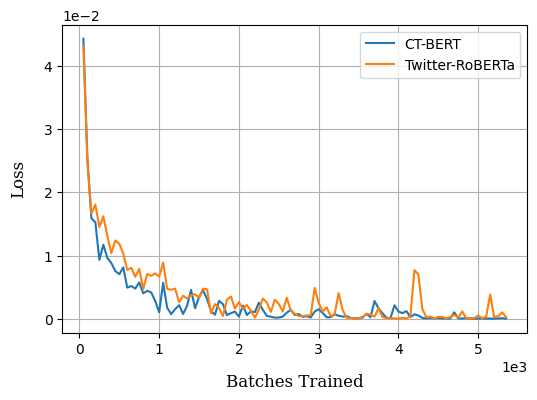 1e−2
CT-BERT
Twitter-RoBERTa
4
3
2
1
0
Loss
0 1 2 3 4 5
1e3
Batches Trained